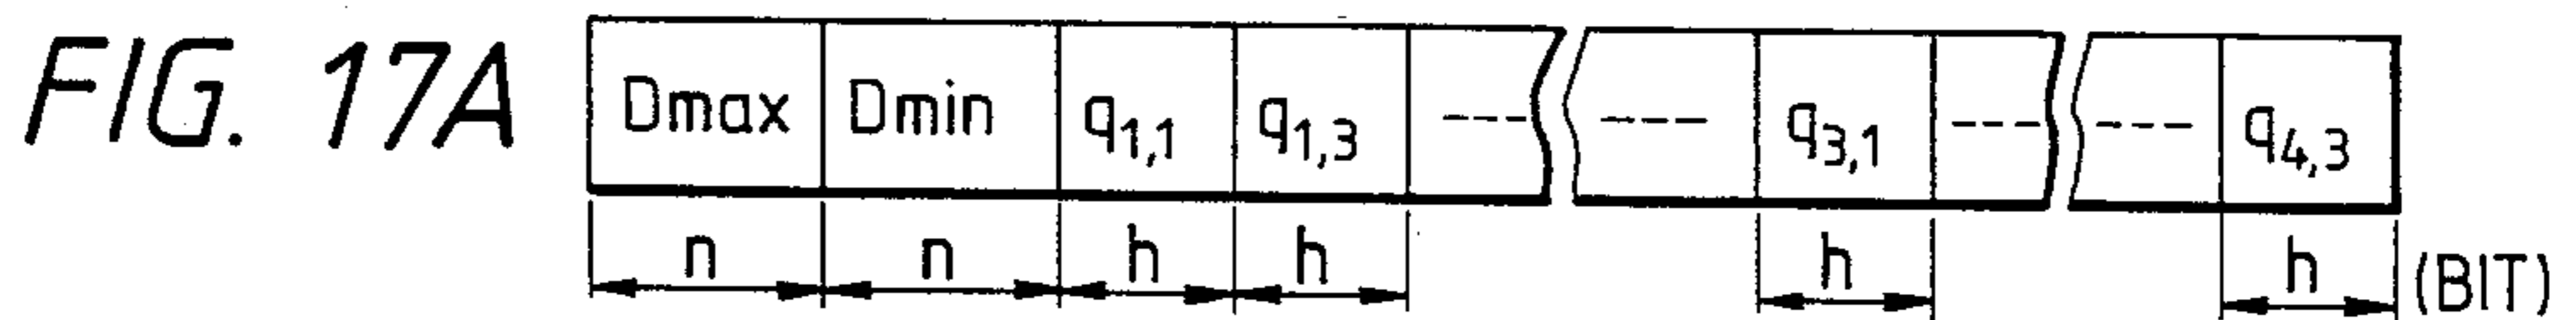 FIG. 17A Dmax Dmin q1,1 q1,3 ---- ---- q3,1 ---- ---- q4,3
n n h h h h (BIT)